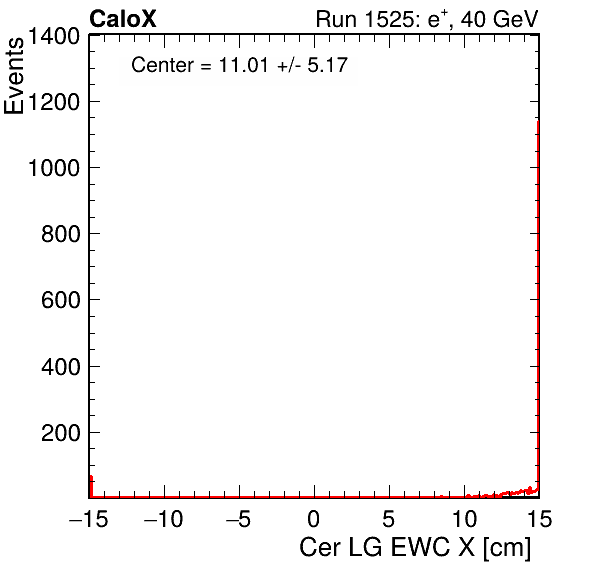 CaloX Run 1525: e⁺, 40 GeV
Center = 11.01 +/- 5.17
Events
1400
1200
1000
800
600
400
200
−15 −10 −5 0 5 10 15
Cer LG EWC X [cm]